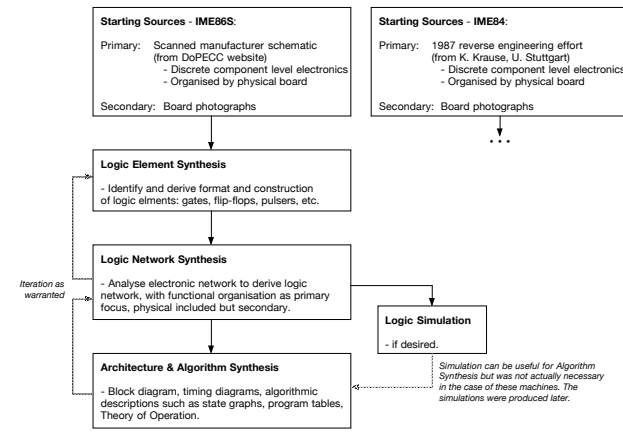 Starting Sources - IME86S:
Primary: Scanned manufacturer schematic
(from DoPECC website)
- Discrete component level electronics
- Organised by physical board
Secondary: Board photographs
Starting Sources - IME84:
Primary: 1987 reverse engineering effort
(from K. Krause, U. Stuttgart)
- Discrete component level electronics
- Organised by physical board
Secondary: Board photographs
• • •
Logic Element Synthesis
- Identify and derive format and construction
of logic elments: gates, flip-flops, pulsers, etc.
Logic Network Synthesis
- Analyse electronic network to derive logic
network, with functional organisation as primary
focus, physical included but secondary.
Iteration as
warranted
Logic Simulation
- if desired.
Architecture & Algorithm Synthesis
- Block diagram, timing diagrams, algorithmic
descriptions such as state graphs, program tables,
Theory of Operation.
Simulation can be useful for Algorithm
Synthesis but was not actually necessary
in the case of these machines. The
simulations were produced later.